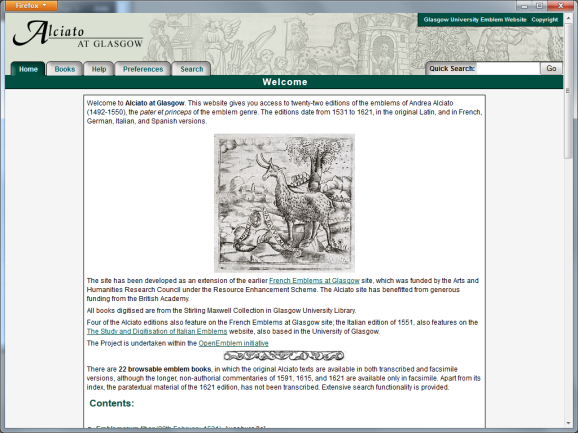 Firefox
Glasgow University Emblem Website Copyright
Alciato
AT GLASGOW
Home Books Help Preferences Search
Quick Search: Go
Welcome
Welcome to Alciato at Glasgow. This website gives you access to twenty-two editions of the emblems of Andrea Alciato
(1492-1550), the pater et princeps of the emblem genre. The editions date from 1531 to 1621, in the original Latin, and in French,
German, Italian, and Spanish versions.
The site has been developed as an extension of the earlier French Emblems at Glasgow site, which was funded by the Arts and
Humanities Research Council under the Resource Enhancement Scheme. The Alciato site has benefitted from generous
funding from the British Academy.
All books digitised are from the Stirling Maxwell Collection in Glasgow University Library.
Four of the Alciato editions also feature on the French Emblems at Glasgow site; the Italian edition of 1551, also features on the
The Study and Digitisation of Italian Emblems website, also based in the University of Glasgow.
The Project is undertaken within the OpenEmblem initiative
There are 22 browsable emblem books, in which the original Alciato texts are available in both transcribed and facsimile
versions, although the longer, non-authorial commentaries of 1591, 1615, and 1621 are available only in facsimile. Apart from its
index, the paratextual material of the 1621 edition, has not been transcribed. Extensive search functionality is provided.
Contents: